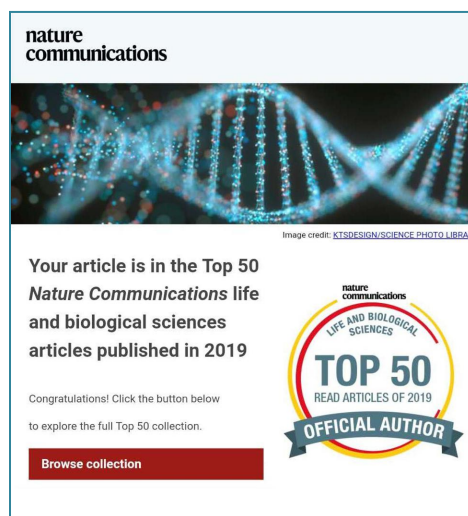 nature
communications
Image credit: KTSDESIGN/SCIENCE PHOTO LIBRA
Your article is in the Top 50
Nature Communications life
and biological sciences
articles published in 2019
Congratulations! Click the button below
to explore the full Top 50 collection.
Browse collection
nature
communications
LIFE AND BIOLOGICAL
SCIENCES
TOP 50
READ ARTICLES OF 2019
OFFICIAL AUTHOR